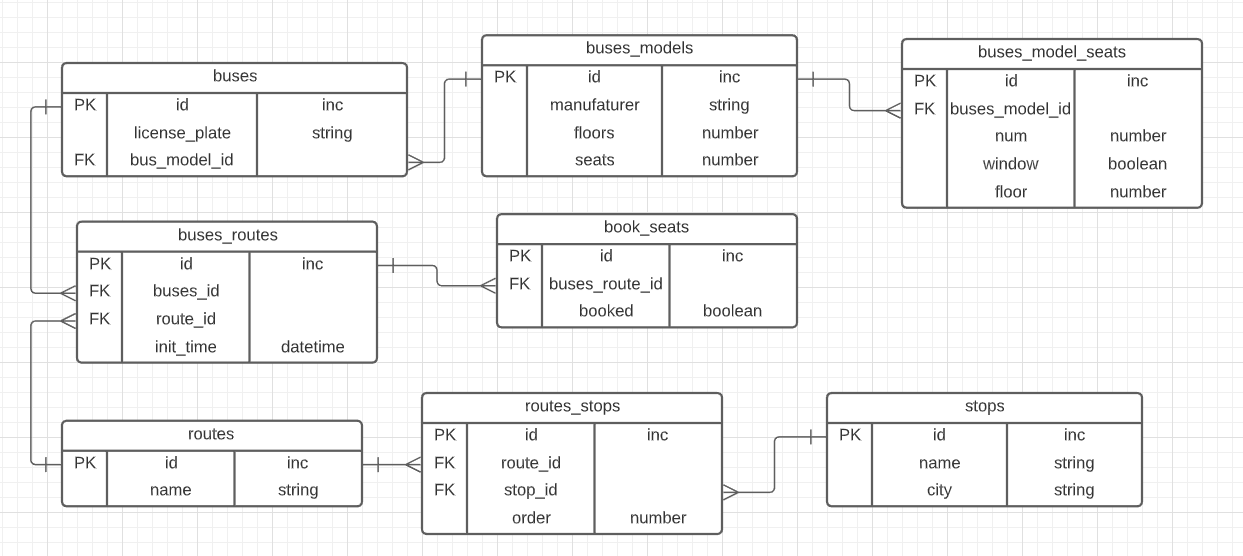 buses
PK id inc
license_plate string
FK bus_model_id
buses_models
PK id inc
manufaturer string
floors number
seats number
buses_model_seats
PK id inc
FK buses_model_id
num number
window boolean
floor number
buses_routes
PK id inc
FK buses_id
FK route_id
init_time datetime
book_seats
PK id inc
FK buses_route_id
booked boolean
routes
PK id inc
name string
routes_stops
PK id inc
FK route_id
FK stop_id
order number
stops
PK id inc
name string
city string